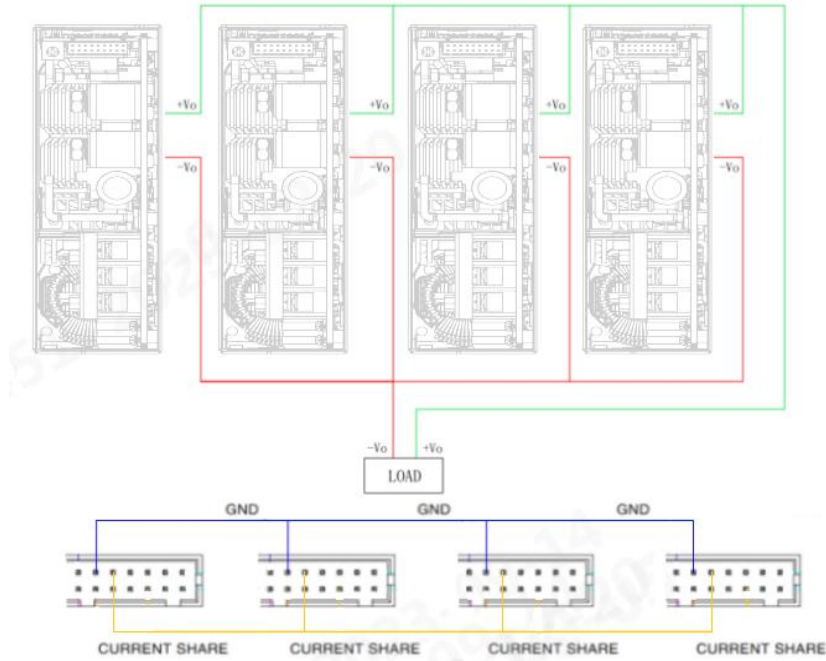 +Vo +Vo +Vo +Vo
-Vo -Vo -Vo -Vo
-Vo +Vo
LOAD
GND GND GND
CURRENT SHARE CURRENT SHARE CURRENT SHARE CURRENT SHARE